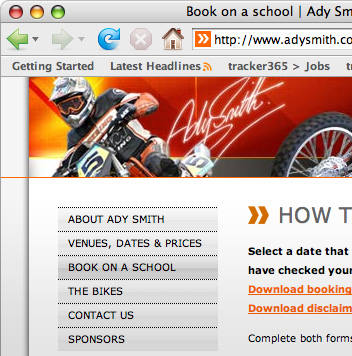 Book on a school | Ady Sm
http://www.adysmith.co
Getting Started Latest Headlines tracker365 > Jobs tr
Ady Smith.
ABOUT ADY SMITH
VENUES, DATES & PRICES
BOOK ON A SCHOOL
THE BIKES
CONTACT US
SPONSORS
HOW T
Select a date that
have checked your
Download booking
Download disclaim
Complete both forms